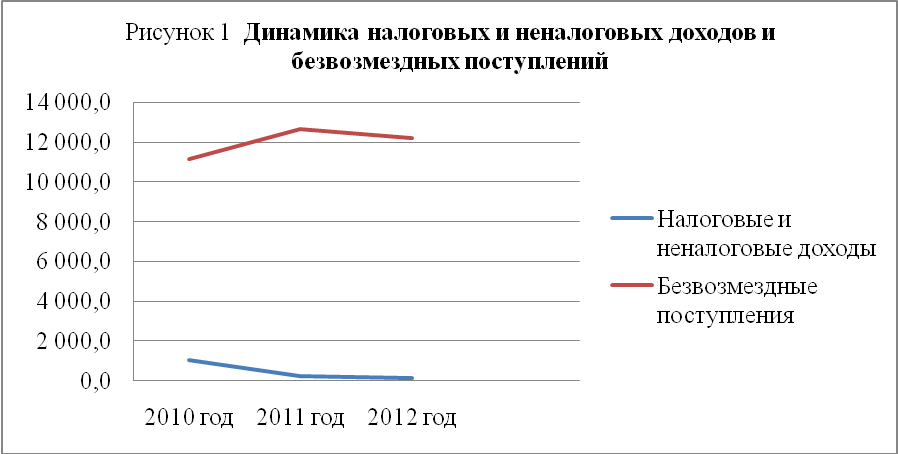 Рисунок 1 Динамика налоговых и неналоговых доходов и
безвозмездных поступлений
14 000,0
12 000,0
10 000,0
8 000,0
6 000,0
4 000,0
2 000,0
0,0
2010 год 2011 год 2012 год
Налоговые и
неналоговые доходы
Безвозмездные
поступления